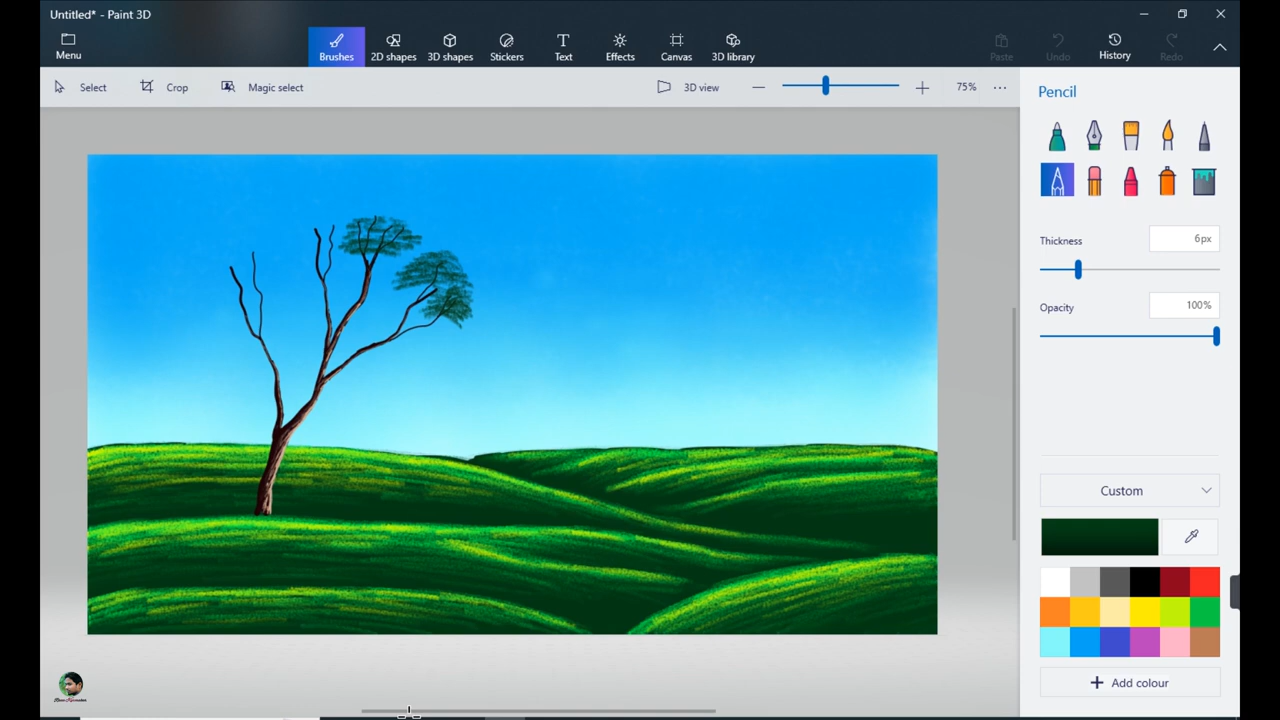 Untitled* - Paint 3D
Menu
Brushes
2D shapes
3D shapes
Stickers
Text
Effects
Canvas
3D library
Paste
Undo
History
Redo
Select
Crop
Magic select
3D view
75%
Pencil
Thickness
6px
Opacity
100%
Custom
Add colour